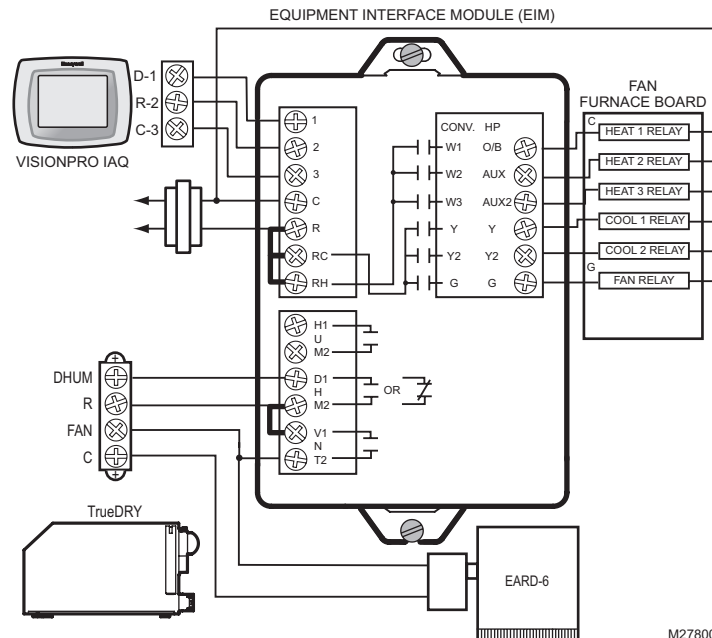 EQUIPMENT INTERFACE MODULE (EIM)
Honeywell
VISIONPRO IAQ
D-1
R-2
C-3
1
2
3
C
R
RC
RH
CONV. HP
W1 O/B
W2 AUX
W3 AUX2
Y Y
Y2 Y2
G G
FAN
FURNACE BOARD
C
HEAT 1 RELAY
HEAT 2 RELAY
HEAT 3 RELAY
COOL 1 RELAY
COOL 2 RELAY
G
FAN RELAY
H1
U
M2
D1
H
M2
V1
N
T2
OR
DHUM
R
FAN
C
TrueDRY
EARD-6
M27800